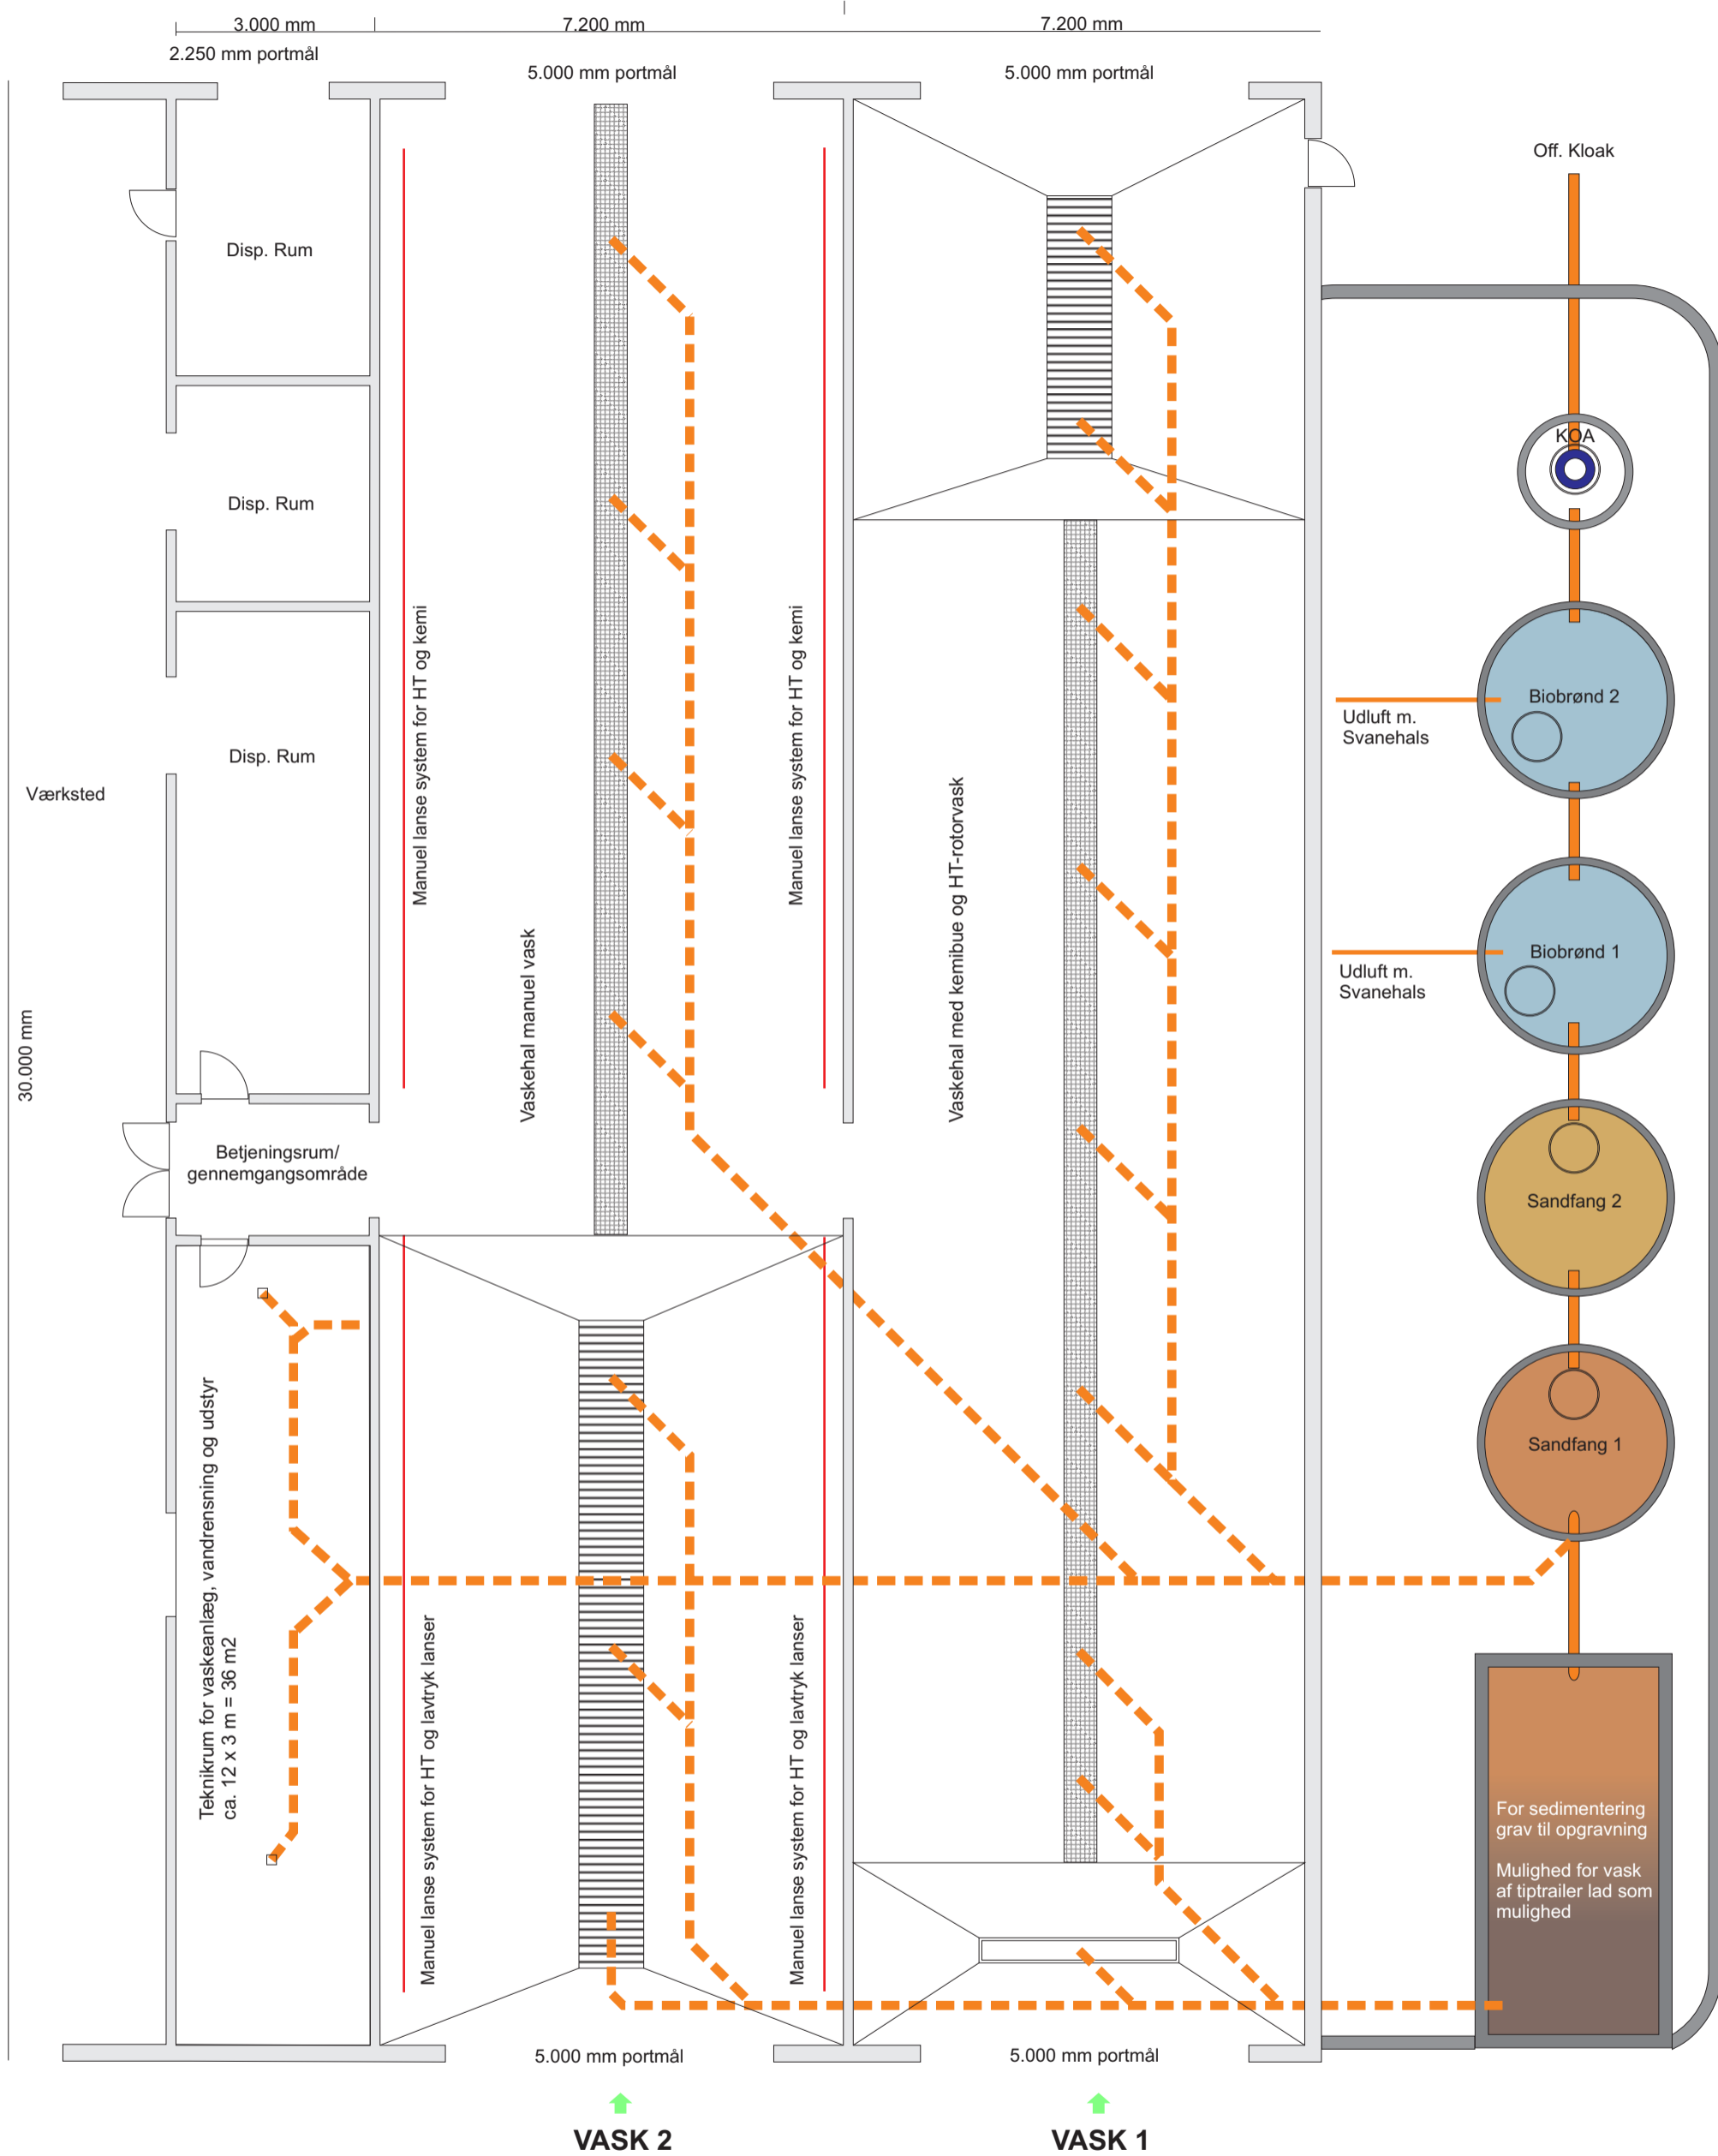 3.000 mm
7.200 mm
7.200 mm
2.250 mm portmål
5.000 mm portmål
5.000 mm portmål
Off. Kloak
Disp. Rum
KOA
Disp. Rum
Manuel lanse system for HT og kemi
Manuel lanse system for HT og kemi
Biobrønd 2
Udluft m.
Svanehals
Disp. Rum
Værksted
Vaskehal manuel vask
Vaskehal med kemibue og HT-rotorvask
Biobrønd 1
Udluft m.
Svanehals
30.000 mm
Betjeningsrum/
gennemgangsområde
Sandfang 2
Sandfang 1
Teknikrum for vaskeanlæg, vandrensning og udstyr
ca. 12 x 3 m = 36 m2
Manuel lanse system for HT og lavtryk lanser
Manuel lanse system for HT og lavtryk lanser
For sedimentering
grav til opgravning
Mulighed for vask
af tiptrailer lad som
mulighed
5.000 mm portmål
5.000 mm portmål
VASK 2
VASK 1